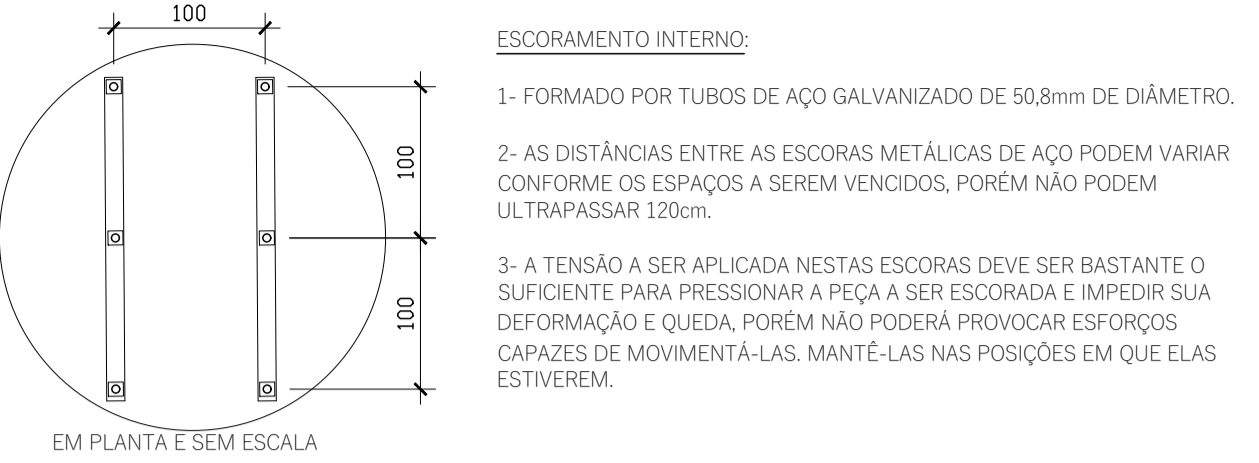 100
100
100
EM PLANTA E SEM ESCALA
ESCORAMENTO INTERNO:
1- FORMADO POR TUBOS DE AÇO GALVANIZADO DE 50,8mm DE DIÂMETRO.
2- AS DISTÂNCIAS ENTRE AS ESCORAS METÁLICAS DE AÇO PODEM VARIAR
CONFORME OS ESPAÇOS A SEREM VENCIDOS, PORÉM NÃO PODEM
ULTRAPASSAR 120cm.
3- A TENSÃO A SER APLICADA NESTAS ESCORAS DEVE SER BASTANTE O
SUFICIENTE PARA PRESSIONAR A PEÇA A SER ESCORADA E IMPEDIR SUA
DEFORMAÇÃO E QUEDA, PORÉM NÃO PODERÁ PROVOCAR ESFORÇOS
CAPAZES DE MOVIMENTÁ-LAS. MANTÊ-LAS NAS POSIÇÕES EM QUE ELAS
ESTIVEREM.